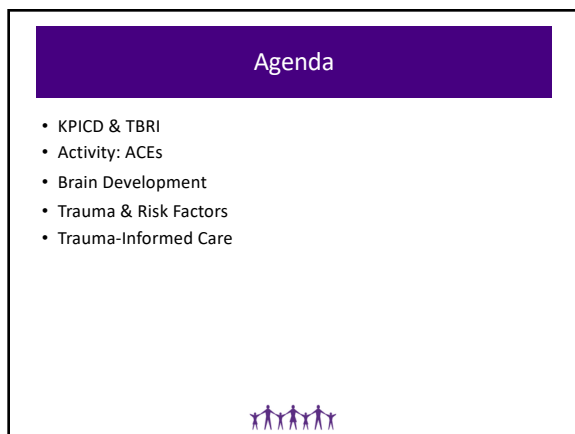 Agenda
• KPICD & TBRI
• Activity: ACEs
• Brain Development
• Trauma & Risk Factors
• Trauma-Informed Care